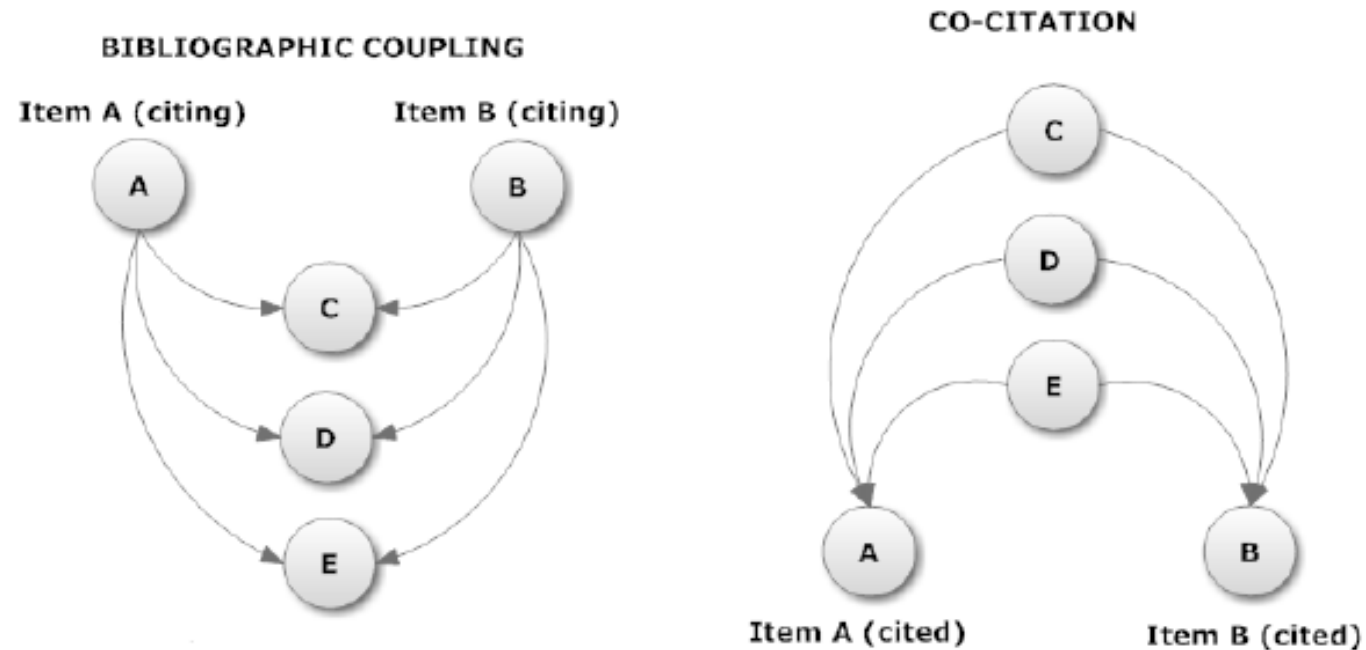 BIBLIOGRAPHIC COUPLING
Item A (citing) Item B (citing)
A B
C
D
E
CO-CITATION
C
D
E
A B
Item A (cited) Item B (cited)